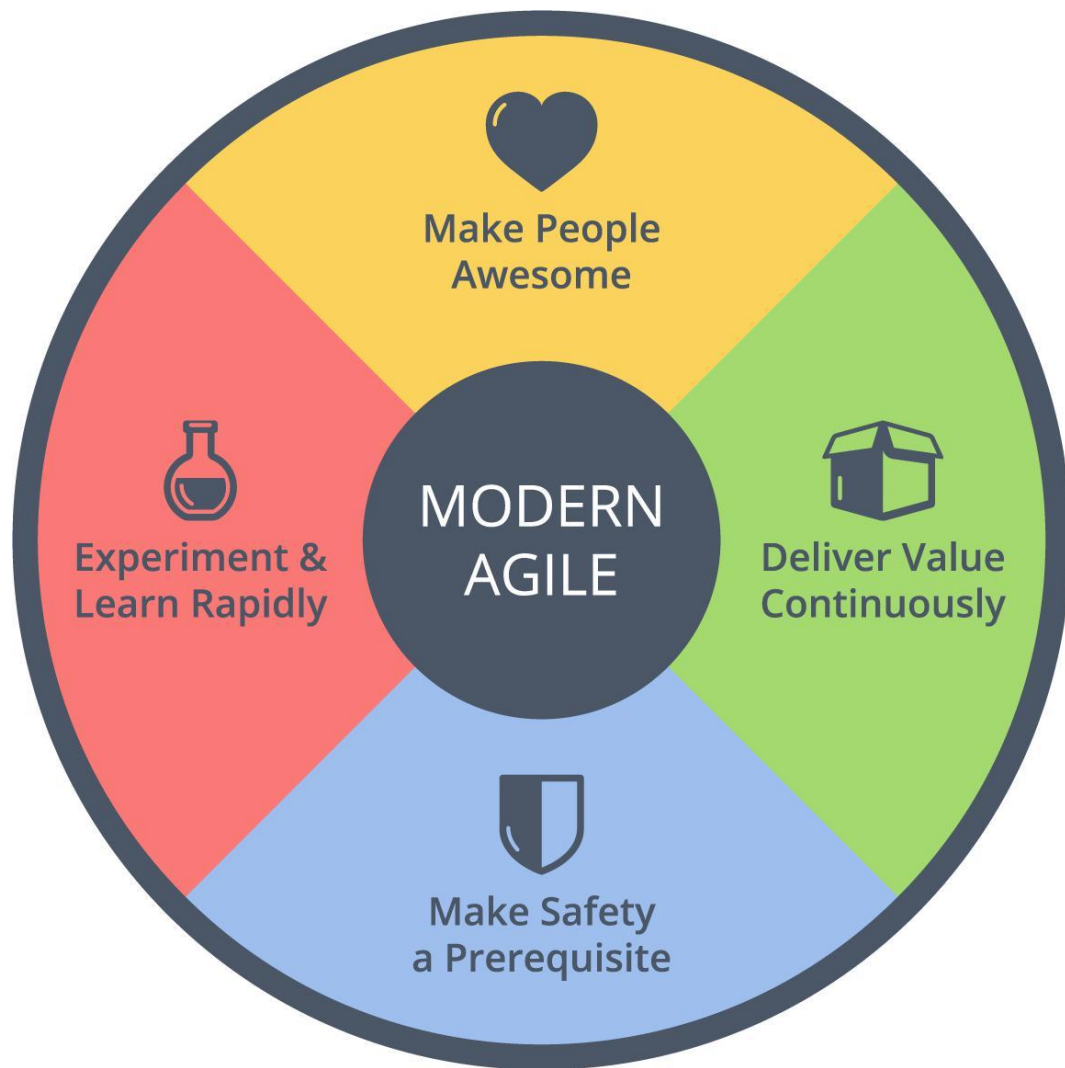 Make People
Awesome
Experiment &
Learn Rapidly
MODERN
AGILE
Deliver Value
Continuously
Make Safety
a Prerequisite